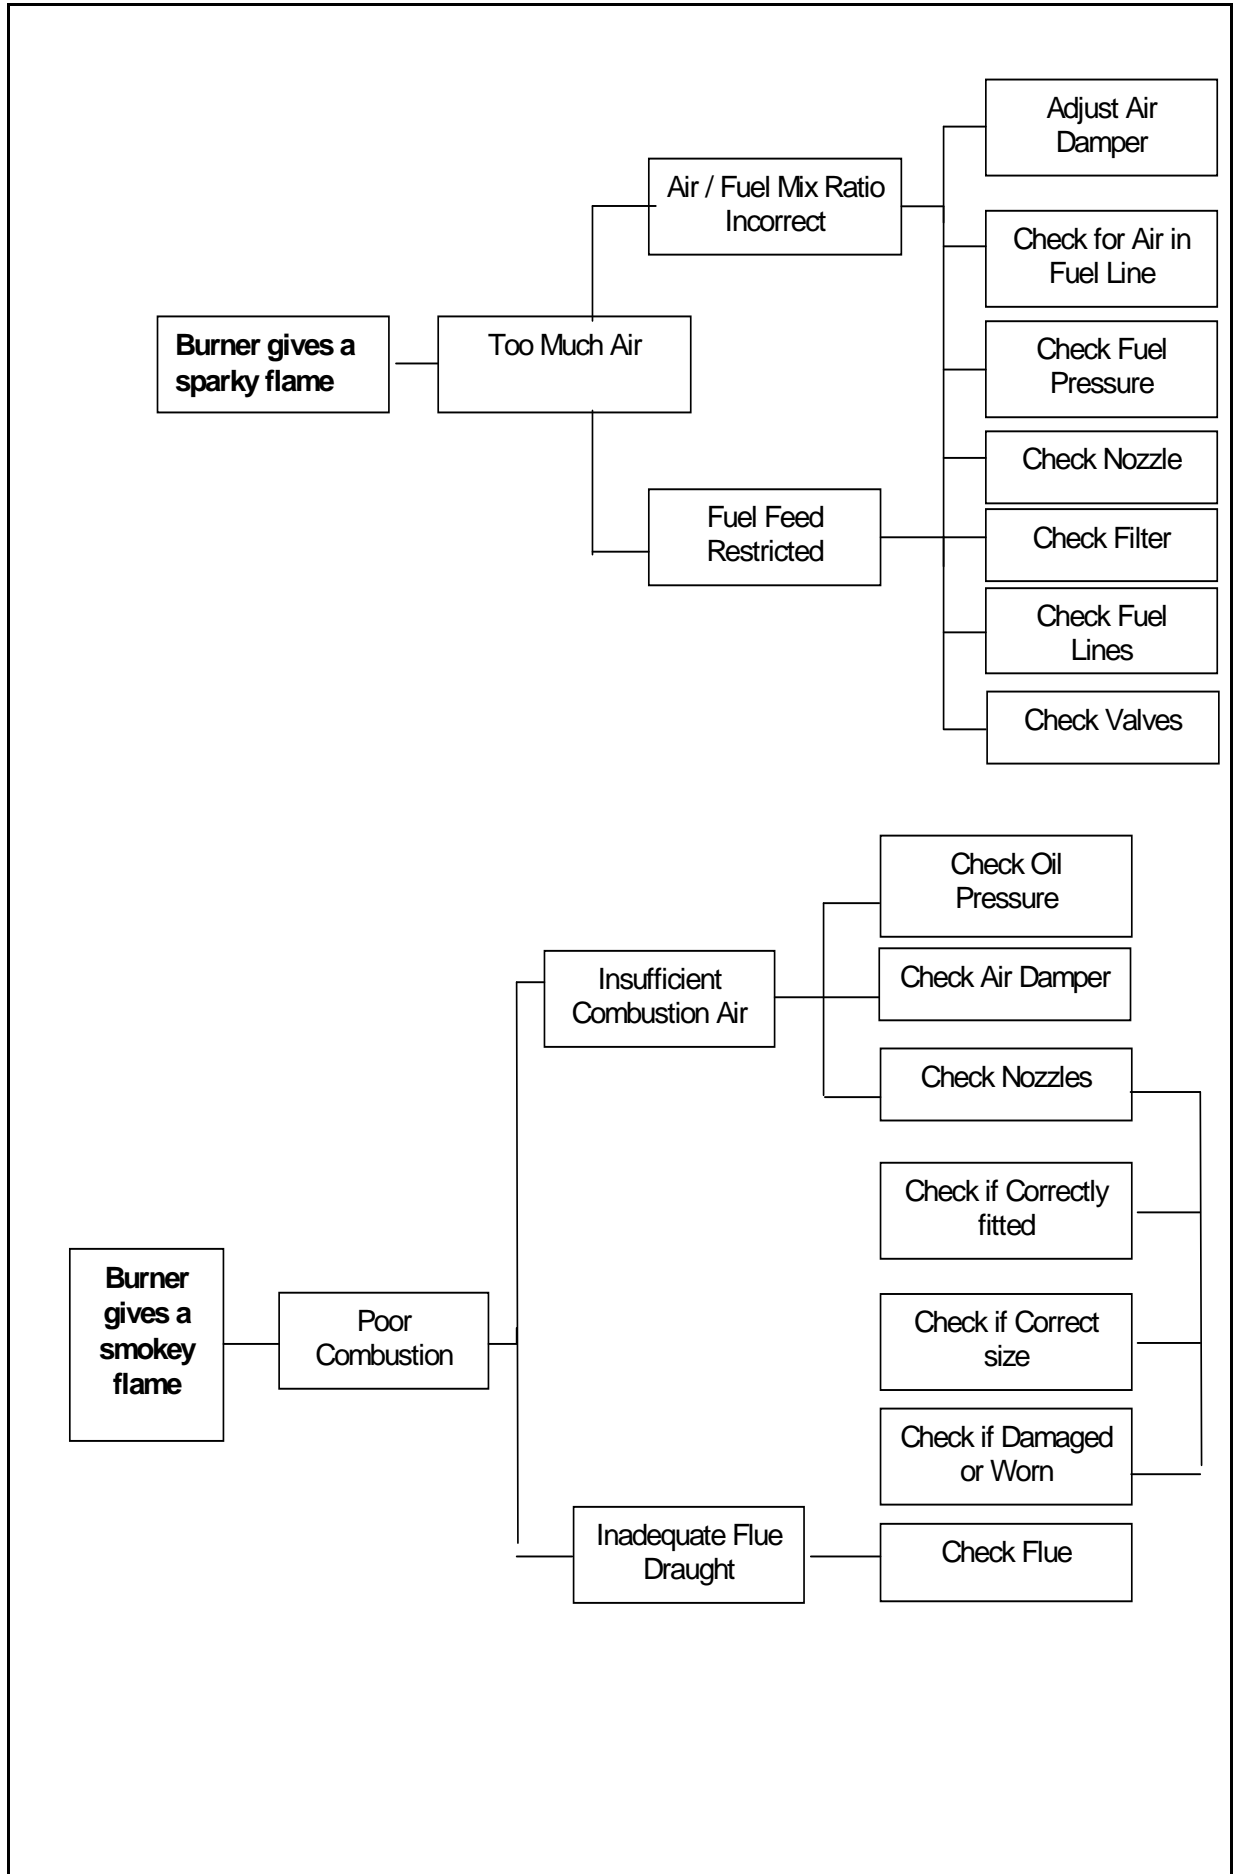 Burner gives a
sparky flame
Too Much Air
Air / Fuel Mix Ratio
Incorrect
Fuel Feed
Restricted
Adjust Air
Damper
Check for Air in
Fuel Line
Check Fuel
Pressure
Check Nozzle
Check Filter
Check Fuel
Lines
Check Valves
Burner
gives a
smokey
flame
Poor
Combustion
Insufficient
Combustion Air
Check Oil
Pressure
Check Air Damper
Check Nozzles
Check if Correctly
fitted
Check if Correct
size
Check if Damaged
or Worn
Inadequate Flue
Draught
Check Flue